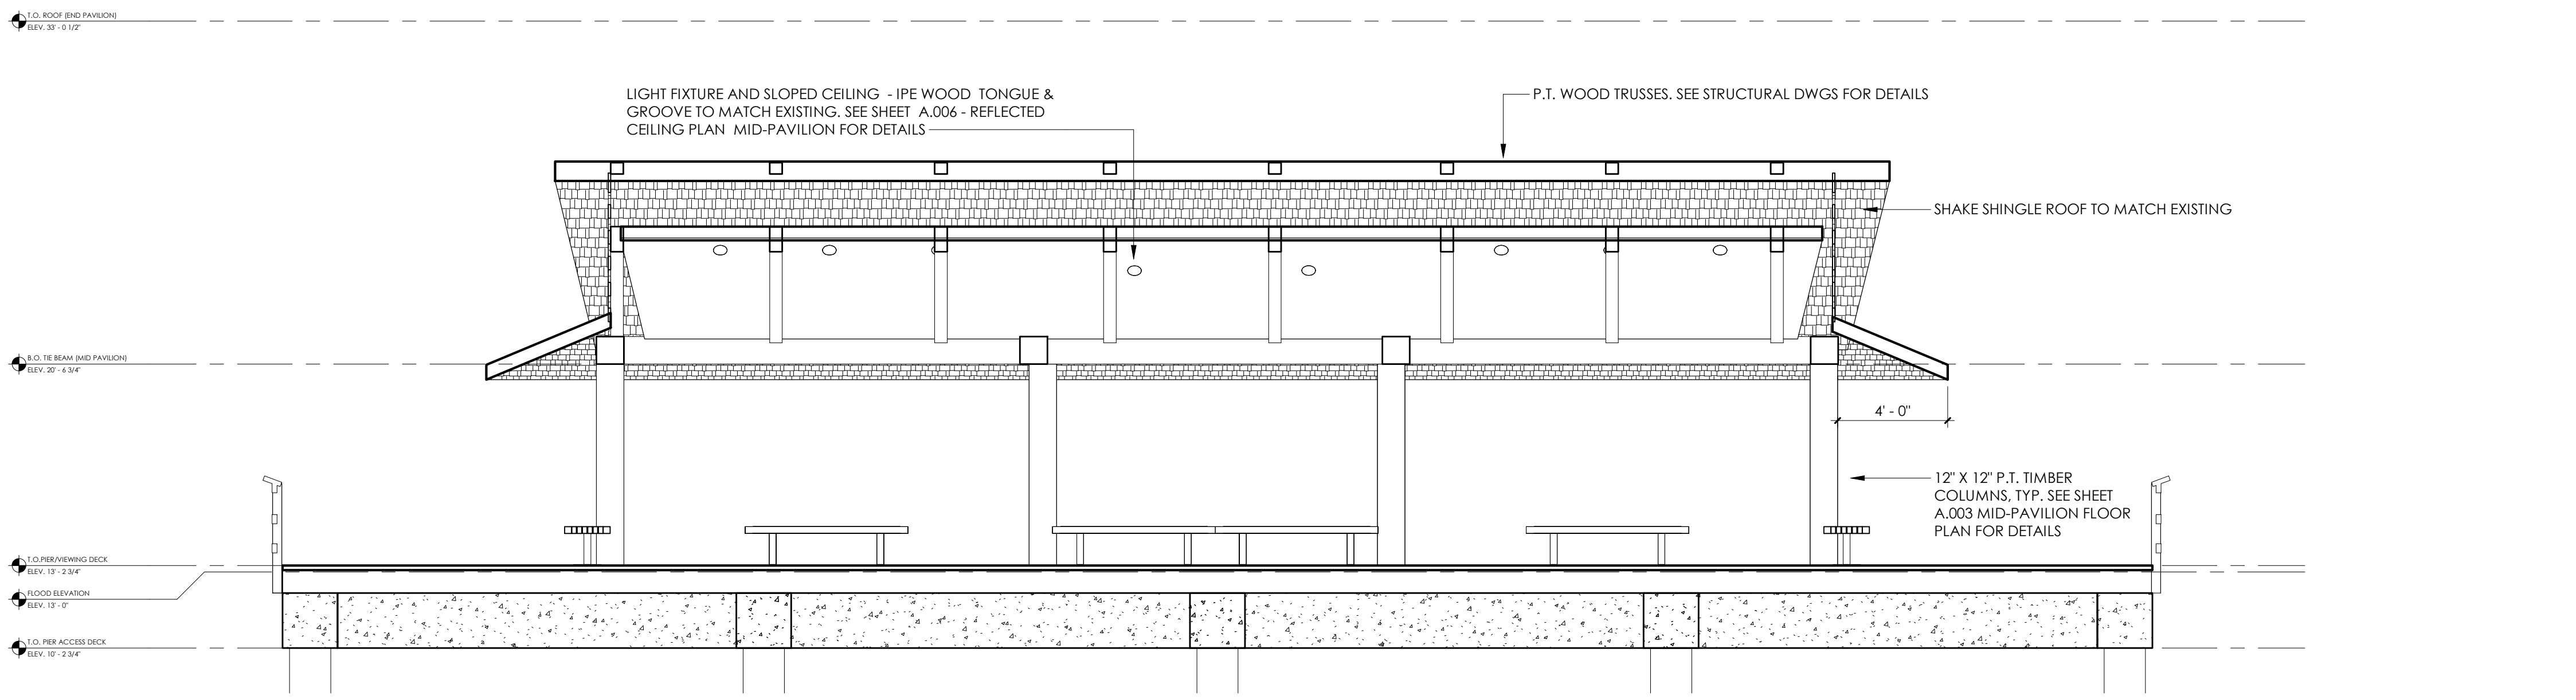 T.O. ROOF (END PAVILION)
ELEV. 33' - 0 1/2"
LIGHT FIXTURE AND SLOPED CEILING - IPE WOOD TONGUE &
GROOVE TO MATCH EXISTING. SEE SHEET A.006 - REFLECTED
CEILING PLAN MID-PAVILION FOR DETAILS
P.T. WOOD TRUSSES. SEE STRUCTURAL DWGS FOR DETAILS
SHAKE SHINGLE ROOF TO MATCH EXISTING
B.O. TIE BEAM (MID PAVILION)
ELEV. 20' - 6 3/4"
4' - 0"
12" X 12" P.T. TIMBER
COLUMNS, TYP. SEE SHEET
A.003 MID-PAVILION FLOOR
PLAN FOR DETAILS
T.O.PIER/VIEWING DECK
ELEV. 13' - 2 3/4"
FLOOD ELEVATION
ELEV. 13' - 0"
T.O. PIER ACCESS DECK
ELEV. 10' - 2 3/4"